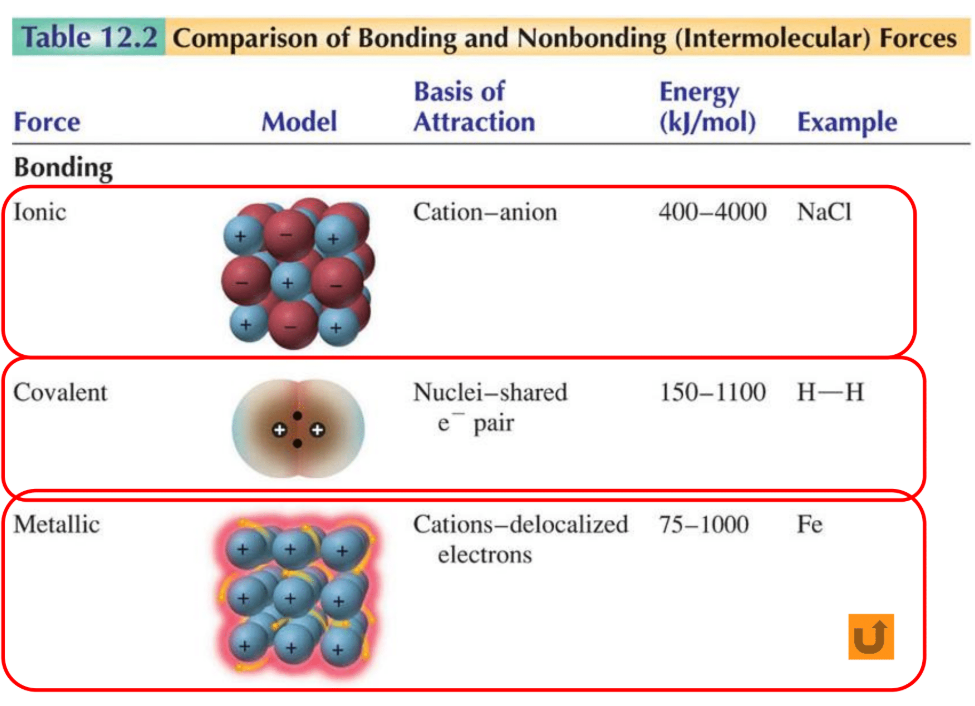 Table 12.2 Comparison of Bonding and Nonbonding (Intermolecular) Forces
Force Model Basis of Attraction Energy (kJ/mol) Example
Bonding
Ionic Cation–anion 400–4000 NaCl
+ − +
− + −
+ − +
Covalent Nuclei–shared 150–1100 H—H
e⁻ pair
+ +
Metallic Cations–delocalized 75–1000 Fe
electrons
+ + +
+ + +
+ + +